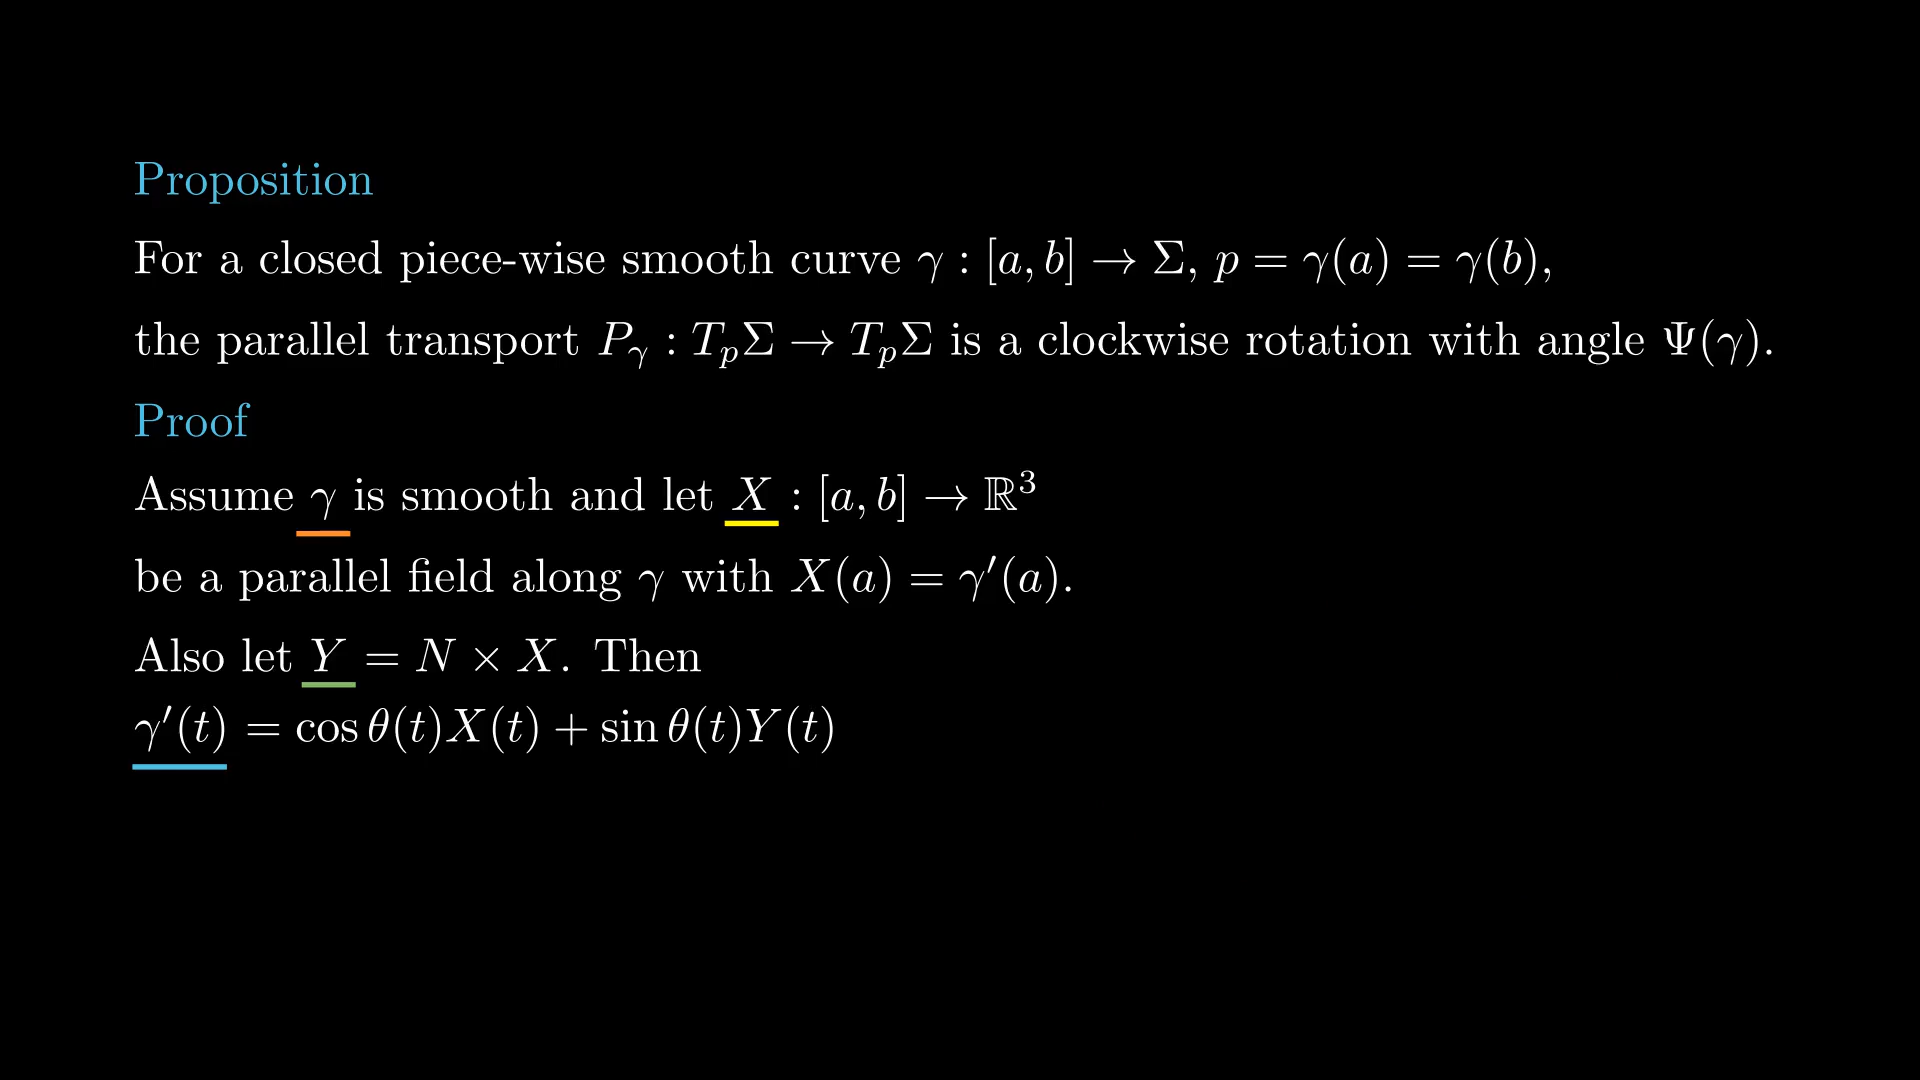 Proposition
For a closed piece-wise smooth curve γ : [a, b] → Σ, p = γ(a) = γ(b),
the parallel transport P_γ : T_pΣ → T_pΣ is a clockwise rotation with angle Ψ(γ).
Proof
Assume γ is smooth and let X : [a, b] → ℝ³
be a parallel field along γ with X(a) = γ′(a).
Also let Y = N × X. Then
γ′(t) = cos θ(t)X(t) + sin θ(t)Y(t)